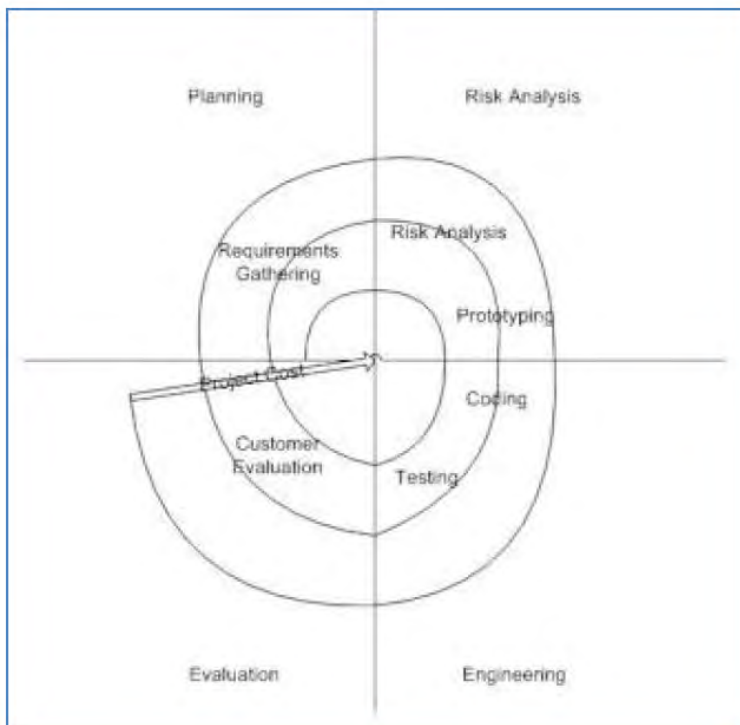 Planning
Risk Analysis
Requirements
Gathering
Risk Analysis
Prototyping
Project Cost
Coding
Customer
Evaluation
Testing
Evaluation
Engineering